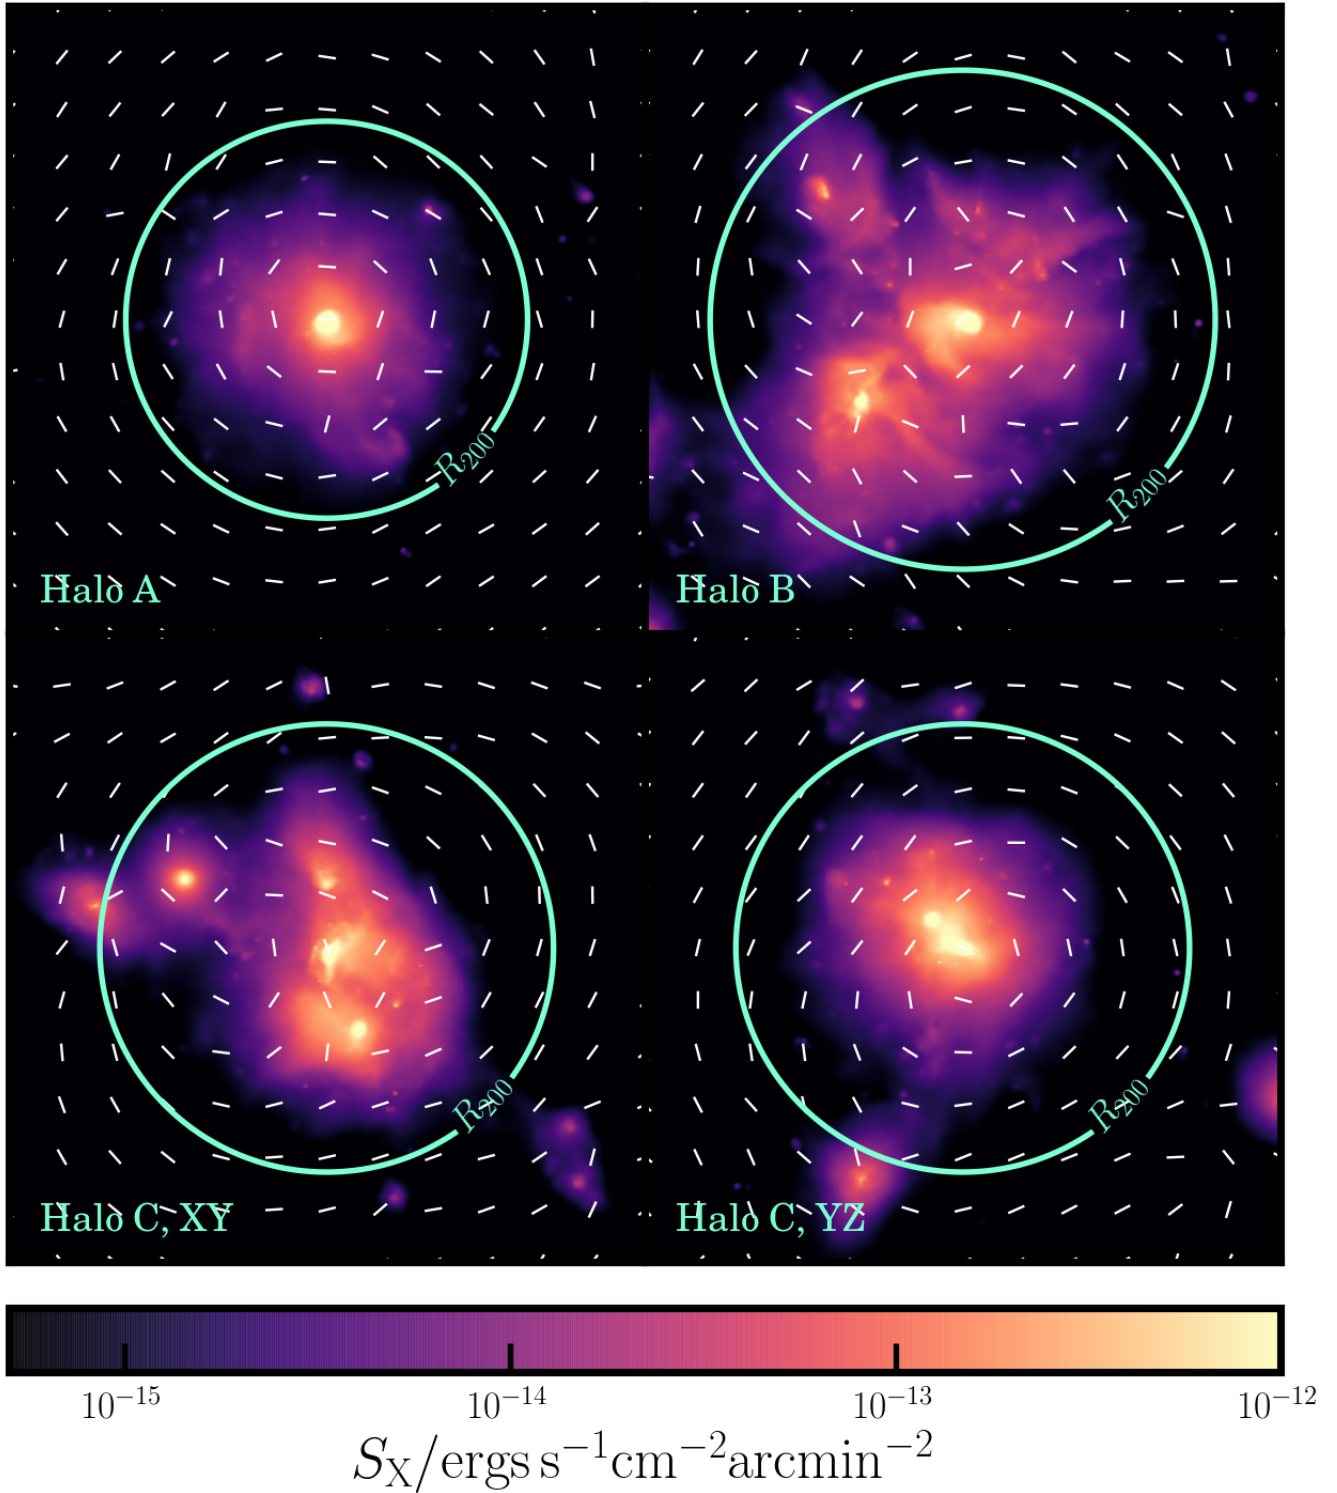 R₂₀₀
R₂₀₀
Halo A
Halo B
R₂₀₀
R₂₀₀
Halo C, XY
Halo C, YZ
10⁻¹⁵ 10⁻¹⁴ 10⁻¹³ 10⁻¹²
S_X/ergs s⁻¹cm⁻²arcmin⁻²